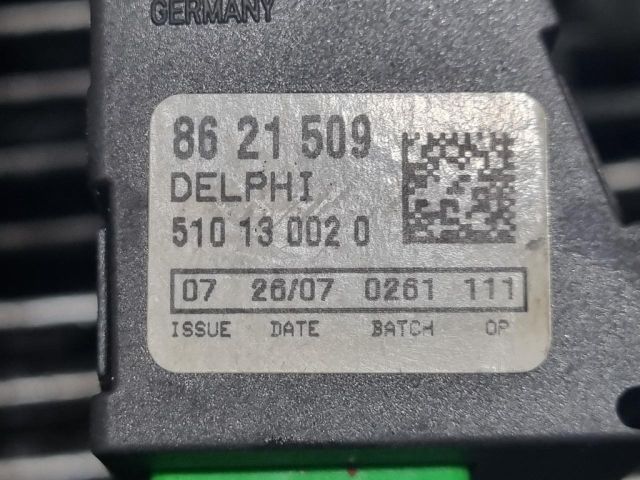 GERMANY
86 21 509
DELPHI
510 13 002 0
07 26/07 0261 111
ISSUE DATE BATCH OP